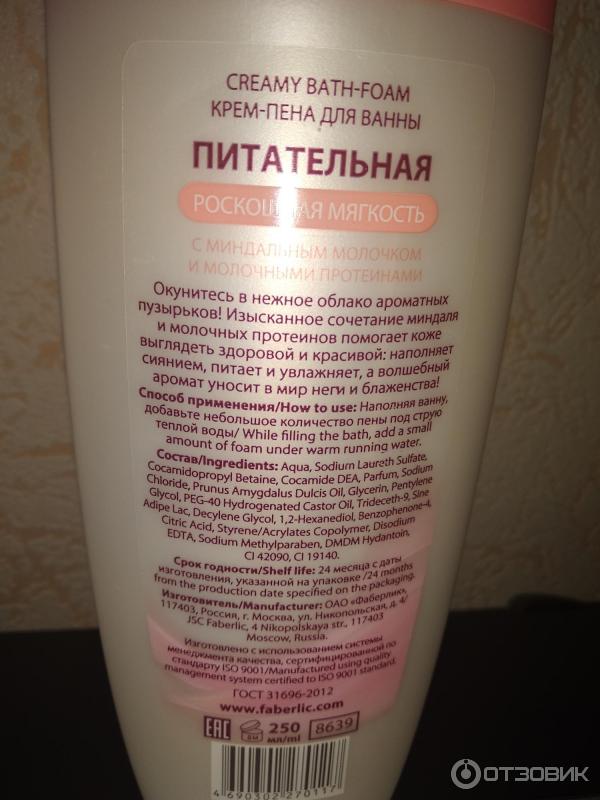 CREAMY BATH-FOAM
КРЕМ-ПЕНА ДЛЯ ВАННЫ
ПИТАТЕЛЬНАЯ
РОСКОШНАЯ МЯГКОСТЬ
С МИНДАЛЬНЫМ МОЛОЧКОМ
И МОЛОЧНЫМИ ПРОТЕИНАМИ
Окунитесь в нежное облако ароматных
пузырьков! Изысканное сочетание миндаля
и молочных протеинов помогает коже
выглядеть здоровой и красивой: наполняет
сиянием, питает и увлажняет, а волшебный
аромат уносит в мир неги и блаженства!
Способ применения/How to use: Наполняя ванну,
добавьте небольшое количество пены под струю
теплой воды/ While filling the bath, add a small
amount of foam under warm running water.
Состав/Ingredients: Aqua, Sodium Laureth Sulfate,
Cocamidopropyl Betaine, Cocamide DEA, Parfum, Sodium
Chloride, Prunus Amygdalus Dulcis Oil, Glycerin, Pentylene
Glycol, PEG-40 Hydrogenated Castor Oil, Trideceth-9, Sine
Adipe Lac, Decylene Glycol, 1,2-Hexanediol, Benzophenone-4,
Citric Acid, Styrene/Acrylates Copolymer, Disodium
EDTA, Sodium Methylparaben, DMDM Hydantoin,
CI 42090, CI 19140.
Срок годности/Shelf life: 24 месяца с даты
изготовления, указанной на упаковке /24 months
from the production date specified on the packaging.
Изготовитель/Manufacturer: ОАО «Фаберлик»,
117403, Россия, г. Москва, ул. Никопольская, д. 4/
JSC Faberlic, 4 Nikopolskaya str., 117403
Moscow, Russia.
Изготовлено с использованием системы
менеджмента качества, сертифицированной по
стандарту ISO 9001/Manufactured using quality
management system certified to ISO 9001 standard.
ГОСТ 31696-2012
www.faberlic.com
EAC 250 мл/ml 8639
4 690302 270117
ОТЗОВИК